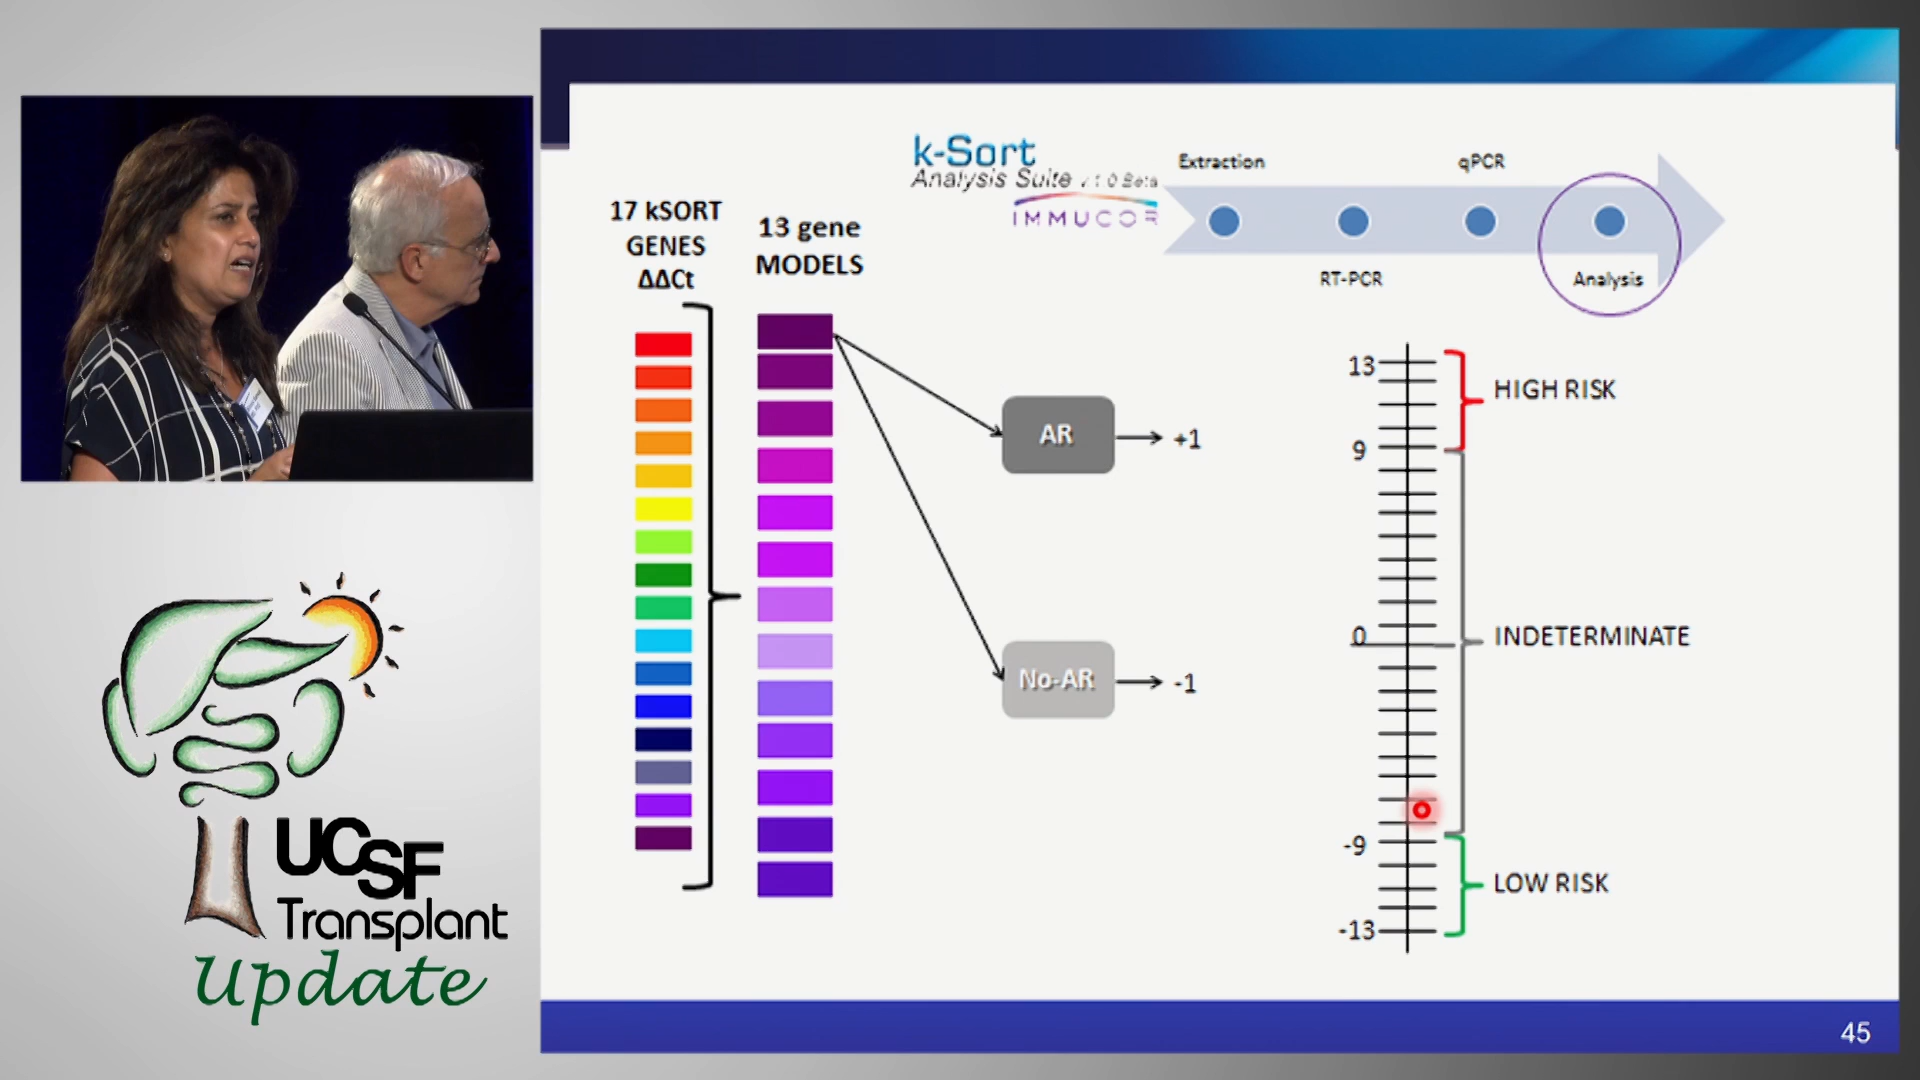 k-Sort
Analysis Suite v 1.0 Beta
IMMUCOR
Extraction
qPCR
RT-PCR
Analysis
17 kSORT
GENES
ΔΔCt
13 gene
MODELS
AR
+1
No-AR
-1
13
9
0
-9
-13
HIGH RISK
INDETERMINATE
LOW RISK
UCSF
Transplant
Update
45